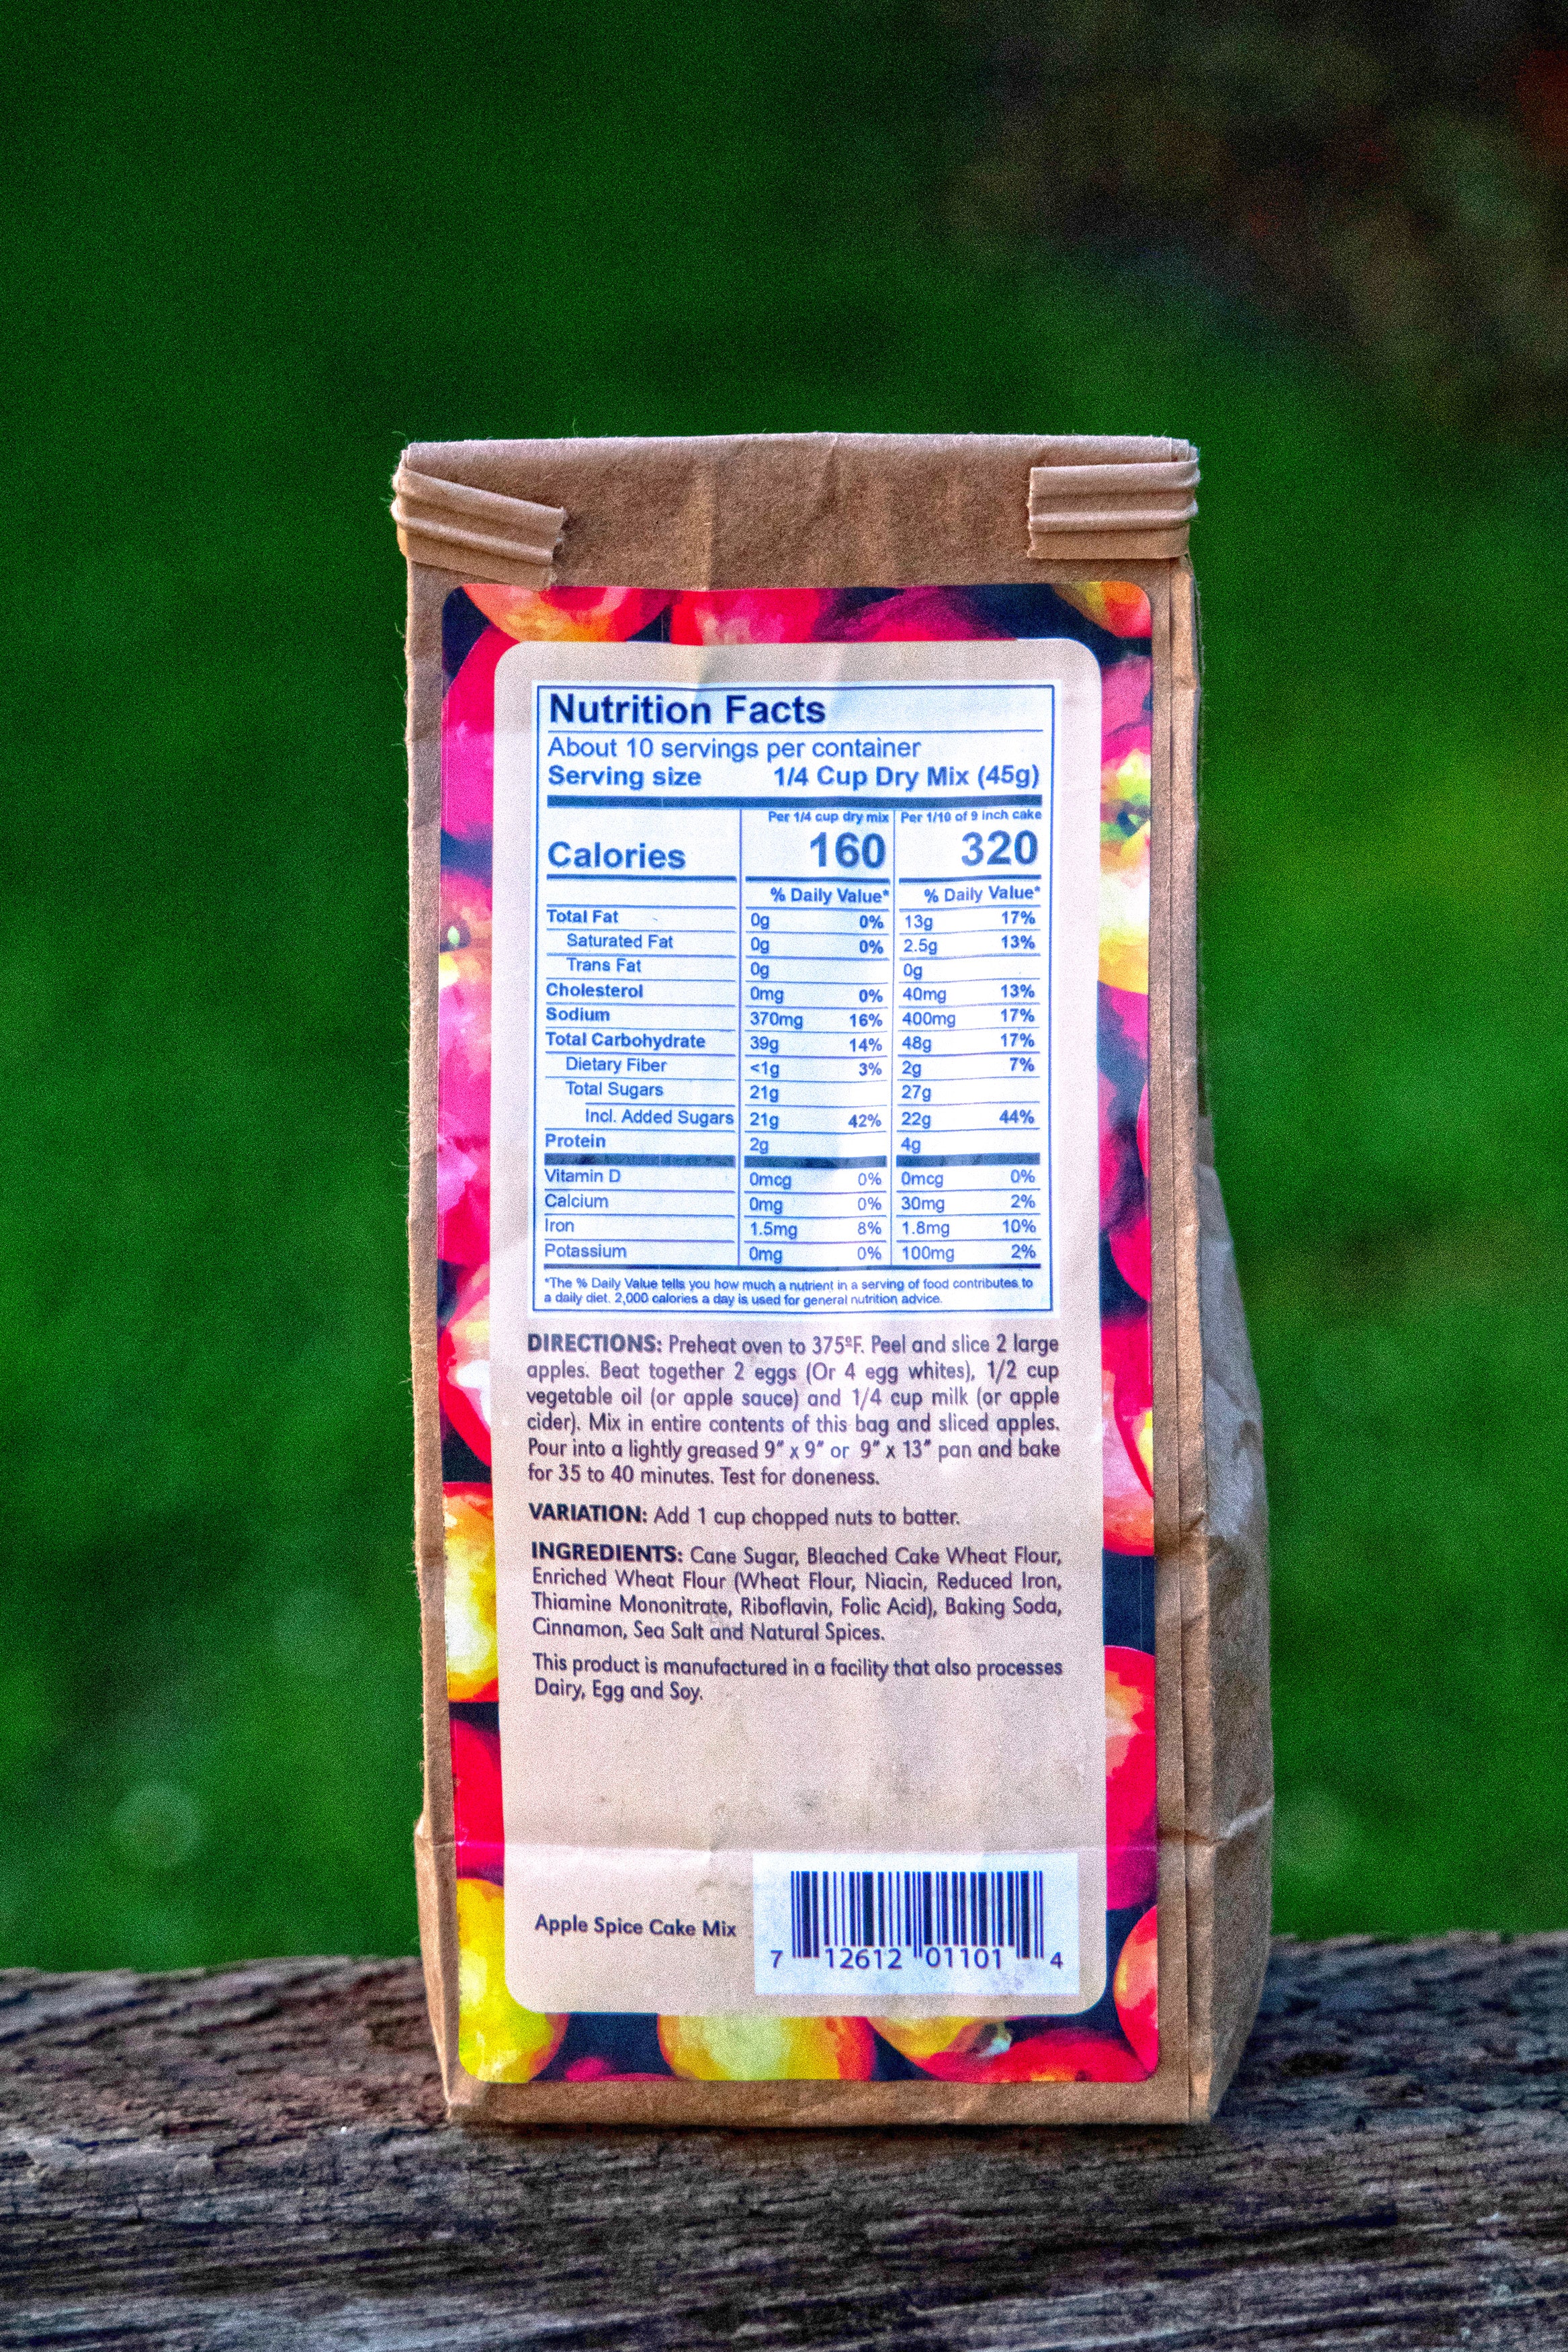 Nutrition Facts
About 10 servings per container
Serving size 1/4 Cup Dry Mix (45g)
Per 1/4 cup dry mix Per 1/10 of 9 inch cake
Calories 160 320
% Daily Value* % Daily Value*
Total Fat 0g 0% 13g 17%
Saturated Fat 0g 0% 2.5g 13%
Trans Fat 0g 0g
Cholesterol 0mg 0% 40mg 13%
Sodium 370mg 16% 400mg 17%
Total Carbohydrate 39g 14% 48g 17%
Dietary Fiber <1g 3% 2g 7%
Total Sugars 21g 27g
Incl. Added Sugars 21g 42% 22g 44%
Protein 2g 4g
Vitamin D 0mcg 0% 0mcg 0%
Calcium 0mg 0% 30mg 2%
Iron 1.5mg 8% 1.8mg 10%
Potassium 0mg 0% 100mg 2%
*The % Daily Value tells you how much a nutrient in a serving of food contributes to
a daily diet. 2,000 calories a day is used for general nutrition advice.
DIRECTIONS: Preheat oven to 375ºF. Peel and slice 2 large
apples. Beat together 2 eggs (Or 4 egg whites), 1/2 cup
vegetable oil (or apple sauce) and 1/4 cup milk (or apple
cider). Mix in entire contents of this bag and sliced apples.
Pour into a lightly greased 9" x 9" or 9" x 13" pan and bake
for 35 to 40 minutes. Test for doneness.
VARIATION: Add 1 cup chopped nuts to batter.
INGREDIENTS: Cane Sugar, Bleached Cake Wheat Flour,
Enriched Wheat Flour (Wheat Flour, Niacin, Reduced Iron,
Thiamine Mononitrate, Riboflavin, Folic Acid), Baking Soda,
Cinnamon, Sea Salt and Natural Spices.
This product is manufactured in a facility that also processes
Dairy, Egg and Soy.
Apple Spice Cake Mix
7 12612 01101 4